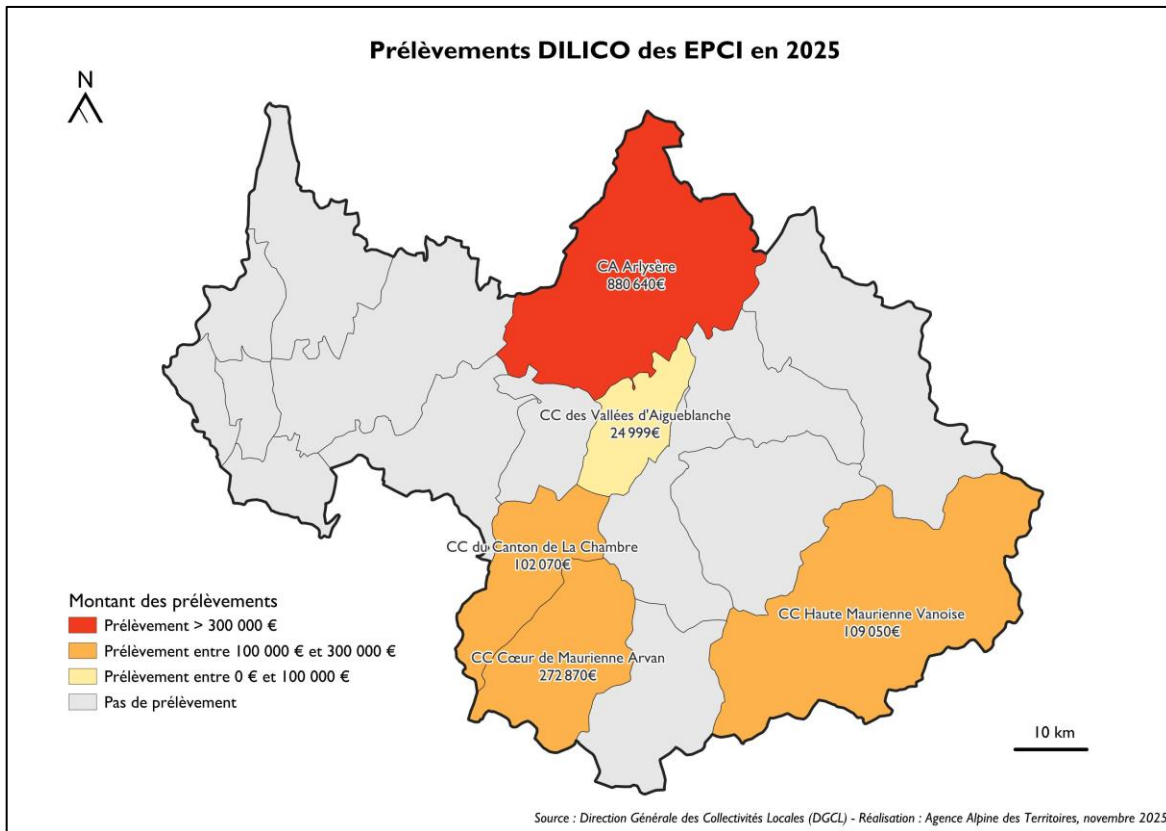 Prélèvements DILICO des EPCI en 2025
N
CA Arlysère
880 640€
CC des Vallées d'Aigueblanche
24 999€
CC du Canton de La Chambre
102 070€
CC Haute Maurienne Vanoise
109 050€
CC Cœur de Maurienne Arvan
272 870€
Montant des prélèvements
Prélèvement > 300 000 €
Prélèvement entre 100 000 € et 300 000 €
Prélèvement entre 0 € et 100 000 €
Pas de prélèvement
10 km
Source : Direction Générale des Collectivités Locales (DGCL) - Réalisation : Agence Alpine des Territoires, novembre 2025